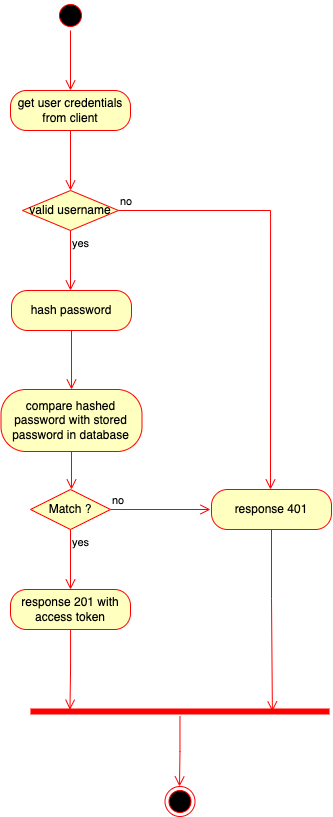 get user credentials
from client
valid username
no
yes
hash password
compare hashed
password with stored
password in database
Match ?
no
response 401
yes
response 201 with
access token